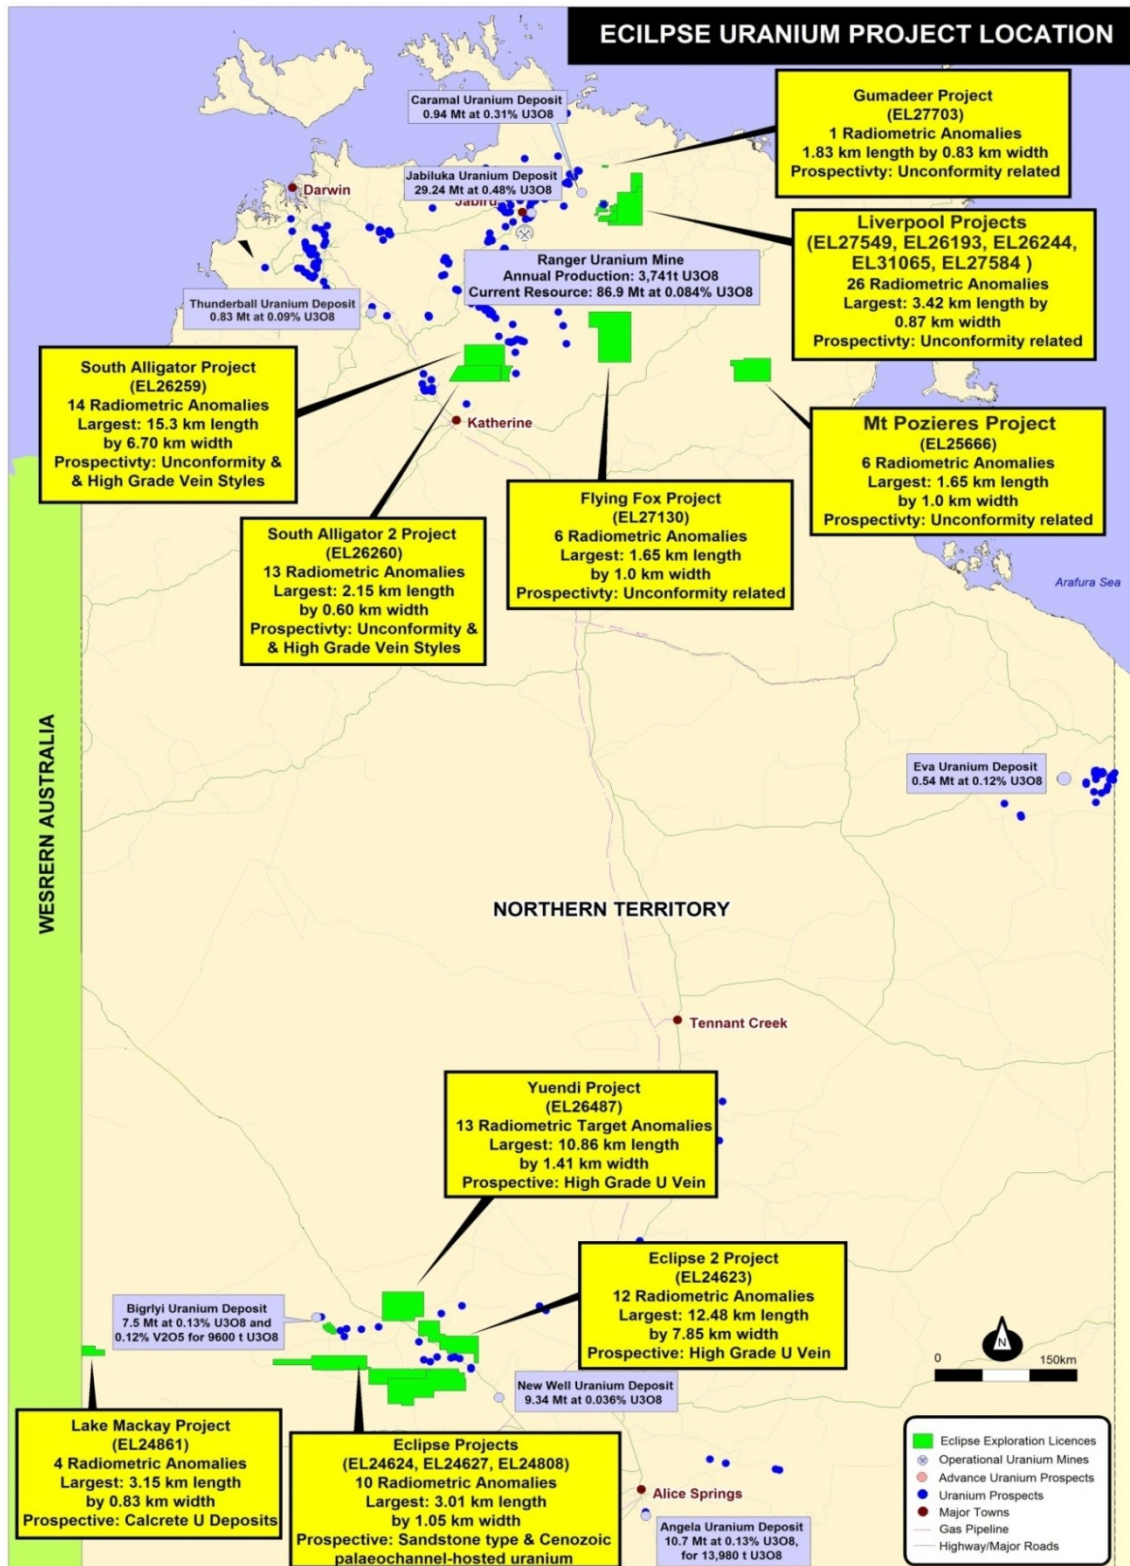 ECILPSE URANIUM PROJECT LOCATION
Caramal Uranium Deposit
0.94 Mt at 0.31% U3O8
Gumadeer Project
(EL27703)
1 Radiometric Anomalies
1.83 km length by 0.83 km width
Prospectivty: Unconformity related
Darwin
Jabiluka Uranium Deposit
29.24 Mt at 0.48% U3O8
Jabiru
Liverpool Projects
(EL27549, EL26193, EL26244,
EL31065, EL27584 )
26 Radiometric Anomalies
Largest: 3.42 km length by
0.87 km width
Prospectivty: Unconformity related
Ranger Uranium Mine
Annual Production: 3,741t U3O8
Current Resource: 86.9 Mt at 0.084% U3O8
Thunderball Uranium Deposit
0.83 Mt at 0.09% U3O8
South Alligator Project
(EL26259)
14 Radiometric Anomalies
Largest: 15.3 km length
by 6.70 km width
Prospectivty: Unconformity &
& High Grade Vein Styles
Katherine
Mt Pozieres Project
(EL25666)
6 Radiometric Anomalies
Largest: 1.65 km length
by 1.0 km width
Prospectivty: Unconformity related
South Alligator 2 Project
(EL26260)
13 Radiometric Anomalies
Largest: 2.15 km length
by 0.60 km width
Prospectivty: Unconformity &
& High Grade Vein Styles
Flying Fox Project
(EL27130)
6 Radiometric Anomalies
Largest: 1.65 km length
by 1.0 km width
Prospectivty: Unconformity related
Arafura Sea
WESRERN AUSTRALIA
Eva Uranium Deposit
0.54 Mt at 0.12% U3O8
NORTHERN TERRITORY
Tennant Creek
Yuendi Project
(EL26487)
13 Radiometric Target Anomalies
Largest: 10.86 km length
by 1.41 km width
Prospective: High Grade U Vein
Eclipse 2 Project
(EL24623)
12 Radiometric Anomalies
Largest: 12.48 km length
by 7.85 km width
Prospective: High Grade U Vein
Bigrlyi Uranium Deposit
7.5 Mt at 0.13% U3O8 and
0.12% V2O5 for 9600 t U3O8
N
0 150km
New Well Uranium Deposit
9.34 Mt at 0.036% U3O8
Lake Mackay Project
(EL24861)
4 Radiometric Anomalies
Largest: 3.15 km length
by 0.83 km width
Prospective: Calcrete U Deposits
Eclipse Projects
(EL24624, EL24627, EL24808)
10 Radiometric Anomalies
Largest: 3.01 km length
by 1.05 km width
Prospective: Sandstone type & Cenozoic
palaeochannel-hosted uranium
Alice Springs
Angela Uranium Deposit
10.7 Mt at 0.13% U3O8,
for 13,980 t U3O8
Eclipse Exploration Licences
Operational Uranium Mines
Advance Uranium Prospects
Uranium Prospects
Major Towns
Gas Pipeline
Highway/Major Roads